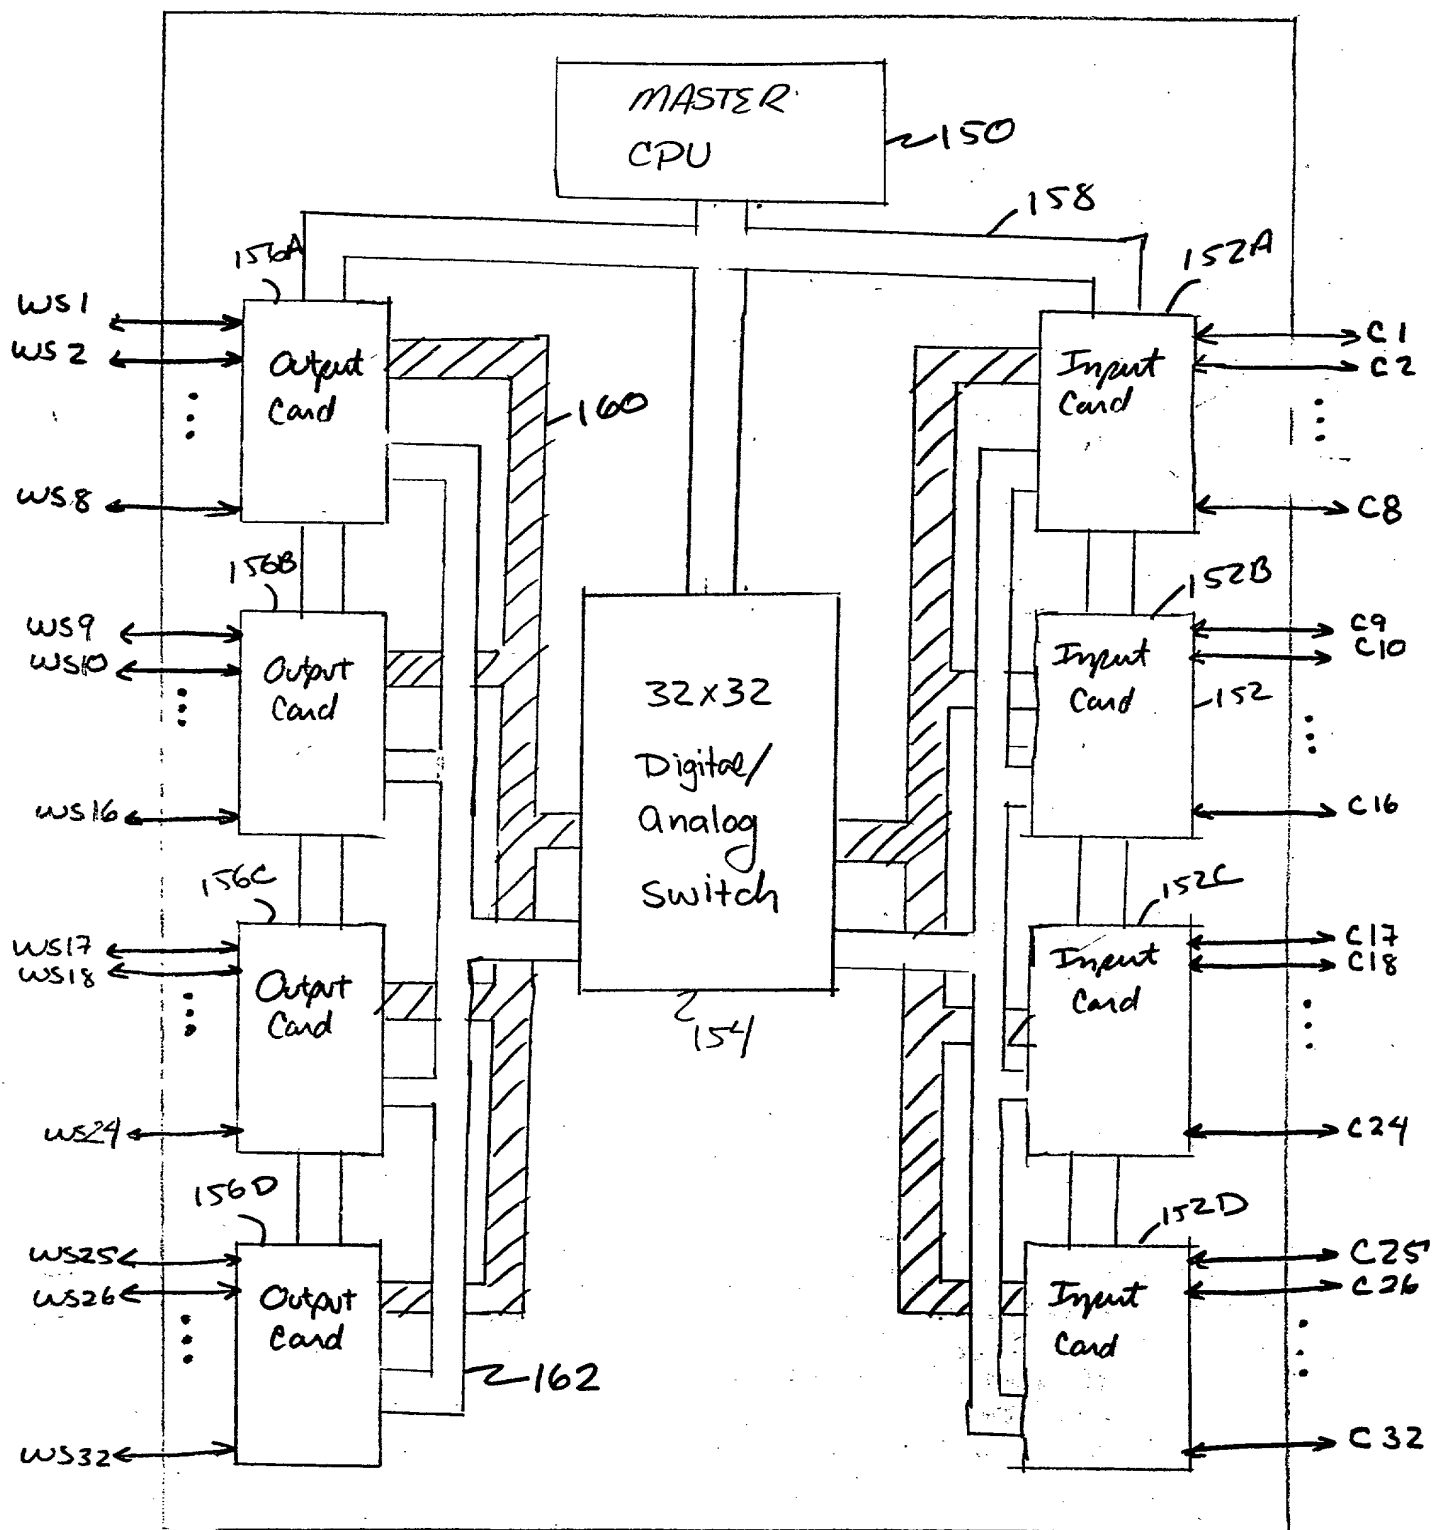 MASTER
CPU
150
158
156A
152A
WS1
WS2
WS8
Output
Card
160
Input
Card
C1
C2
C8
156B
152B
WS9
WS10
WS16
Output
Card
32x32
Digital/
Analog
Switch
Input
Card
152
C9
C10
C16
156C
152C
WS17
WS18
WS24
Output
Card
154
Input
Card
C17
C18
C24
156D
152D
WS25
WS26
WS32
Output
Card
162
Input
Card
C25
C26
C32